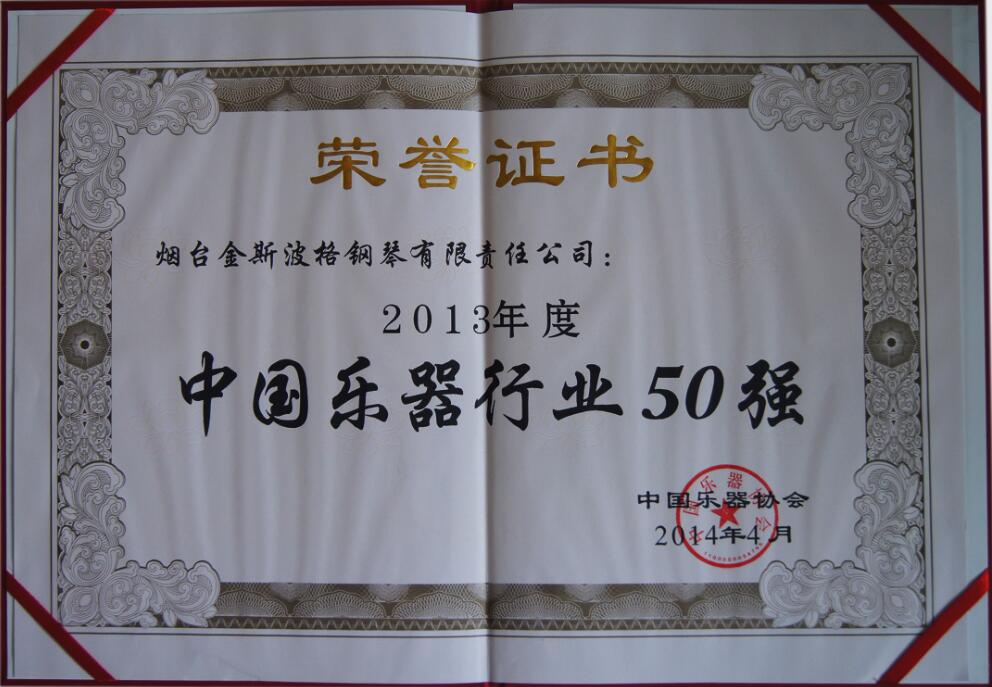 荣誉证书
烟台金斯波格钢琴有限责任公司：
2013年度
中国乐器行业50强
中国乐器协会
2014年4月